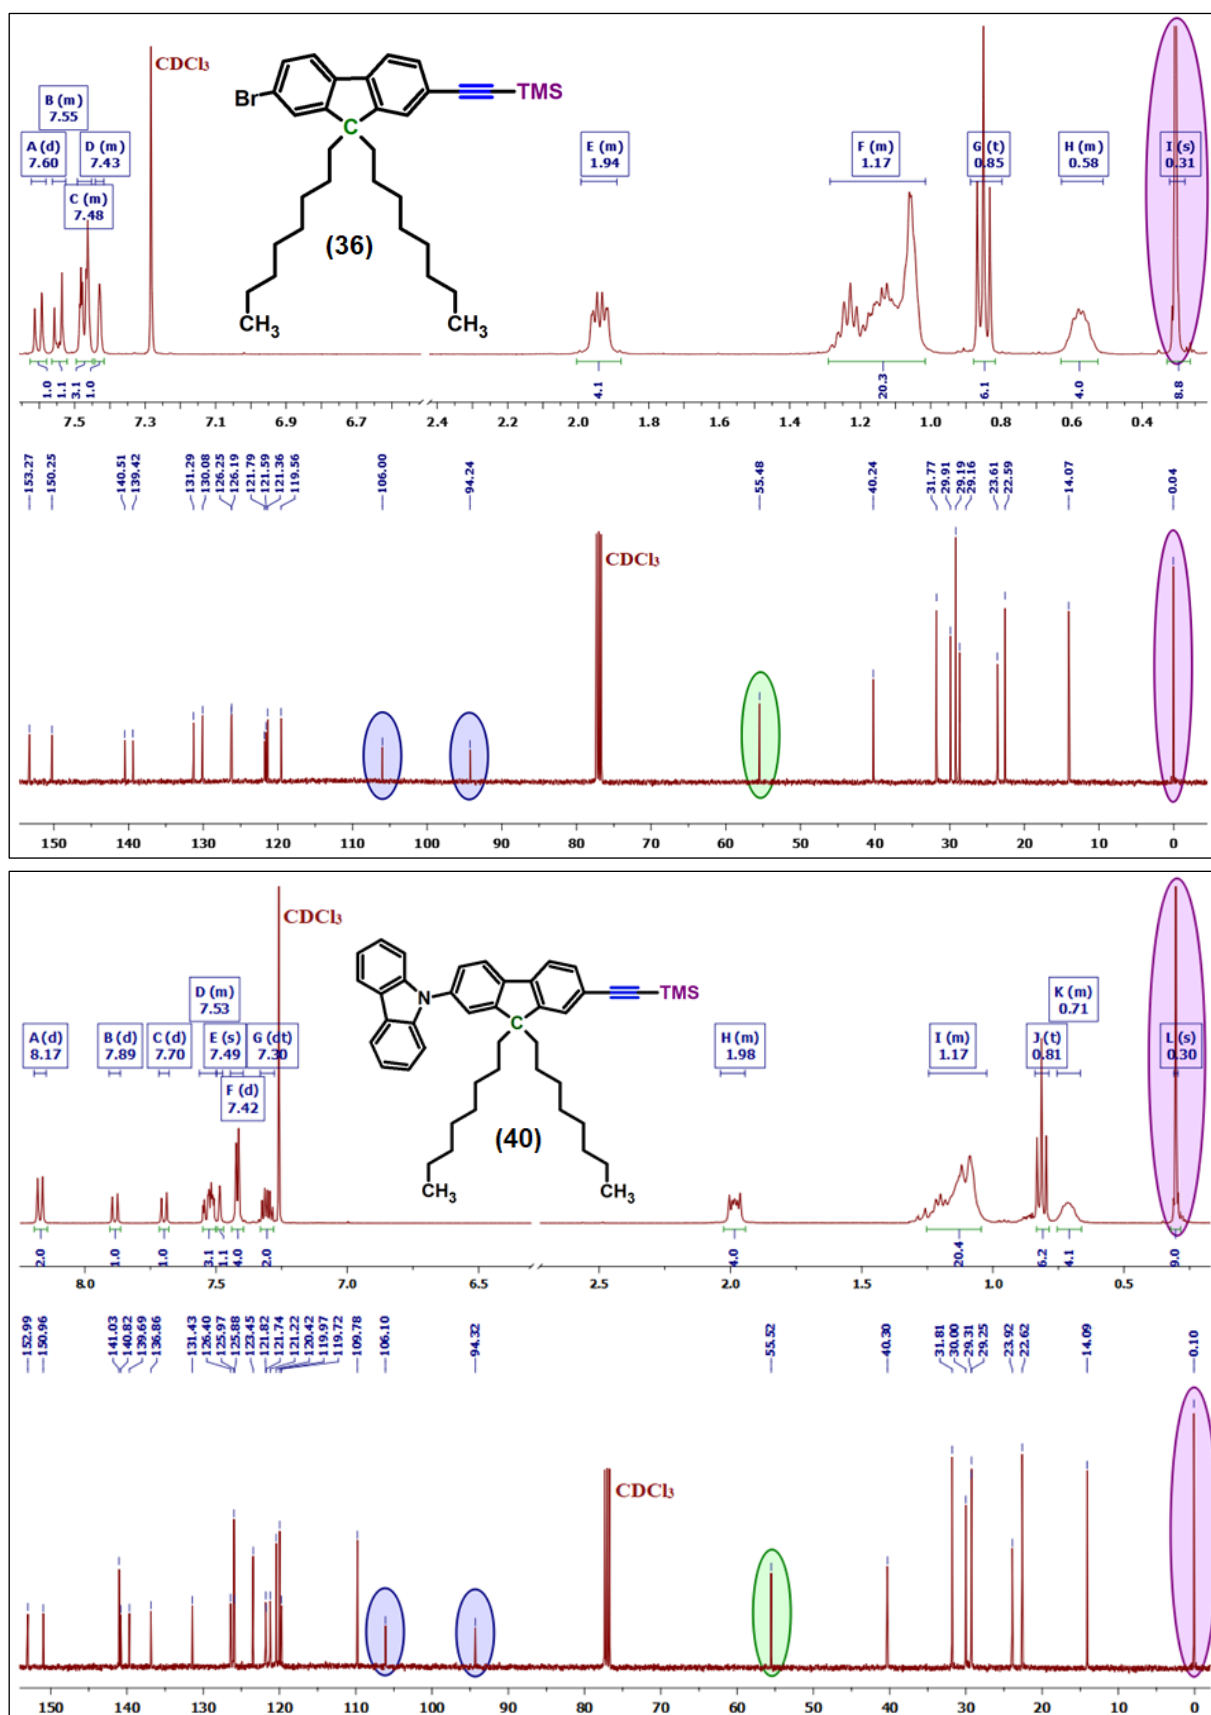 CDCl₃
Br
TMS
C
B (m)
7.55
A (d)
7.60
D (m)
7.43
C (m)
7.48
E (m)
1.94
F (m)
1.17
G (t)
0.85
H (m)
0.58
I (s)
0.31
(36)
CH₃
CH₃
1.0
1.1
3.1
1.0
4.1
20.3
6.1
4.0
8.8
7.5 7.3 7.1 6.9 6.7 2.4 2.2 2.0 1.8 1.6 1.4 1.2 1.0 0.8 0.6 0.4
153.27
150.25
140.51
139.42
131.29
130.08
126.25
126.19
121.79
121.59
121.36
119.56
106.00
94.24
55.48
40.24
31.77
29.91
29.19
29.16
23.61
22.59
14.07
0.04
CDCl₃
150 140 130 120 110 100 90 80 70 60 50 40 30 20 10 0
CDCl₃
N
TMS
C
D (m)
7.53
A (d)
8.17
B (d)
7.89
C (d)
7.70
E (s)
7.49
G (dt)
7.30
F (d)
7.42
H (m)
1.98
I (m)
1.17
K (m)
0.71
J (t)
0.81
L (s)
0.30
(40)
CH₃
CH₃
2.0
1.0
1.0
3.1
1.1
4.0
2.0
4.0
20.4
6.2
4.1
9.0
8.0 7.5 7.0 6.5 2.5 2.0 1.5 1.0 0.5
152.99
150.96
141.03
140.82
139.69
136.86
131.43
126.40
125.97
125.88
123.45
121.82
121.74
121.22
120.42
119.97
119.72
109.78
106.10
94.32
55.52
40.30
31.81
30.00
29.31
29.25
23.92
22.62
14.09
0.10
CDCl₃
150 140 130 120 110 100 90 80 70 60 50 40 30 20 10 0